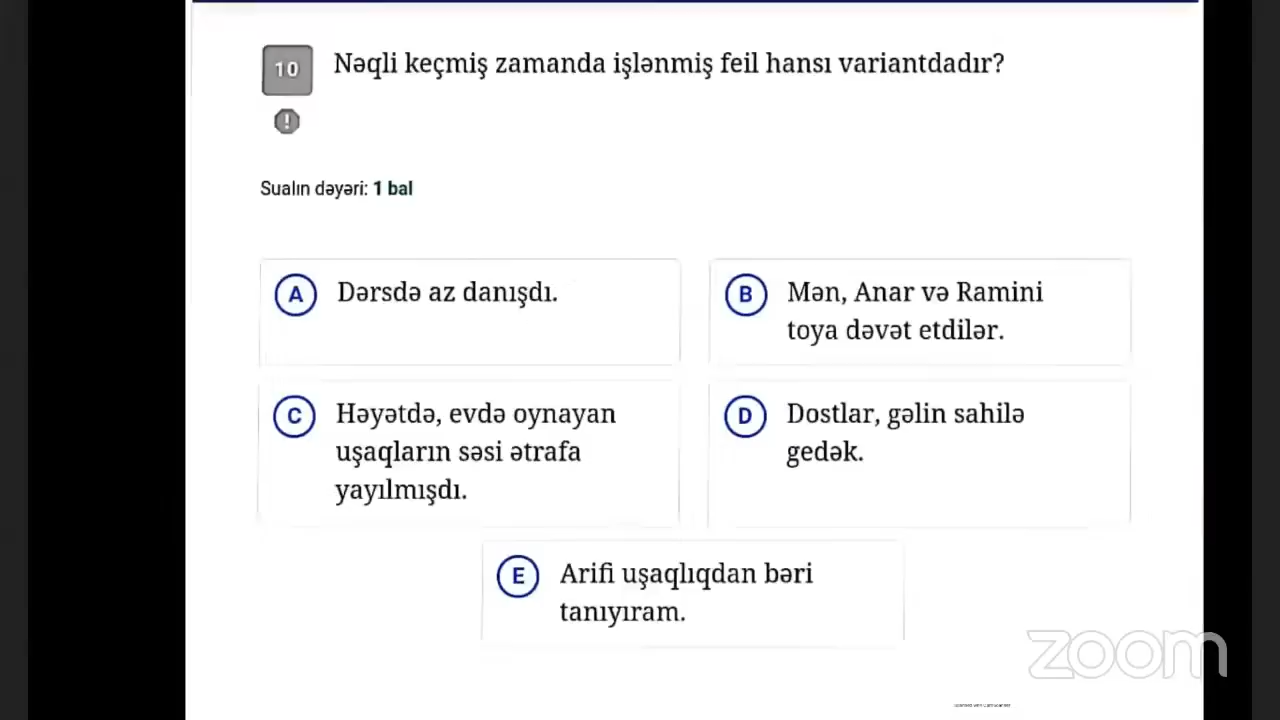 10 Nəqli keçmiş zamanda işlənmiş feil hansı variantdadır?
!
Sualın dəyəri: 1 bal
A Dərsdə az danışdı.
B Mən, Anar və Ramini
toya dəvət etdilər.
C Həyətdə, evdə oynayan
uşaqların səsi ətrafa
yayılmışdı.
D Dostlar, gəlin sahilə
gedək.
E Arifi uşaqlıqdan bəri
tanıyıram.
zoom